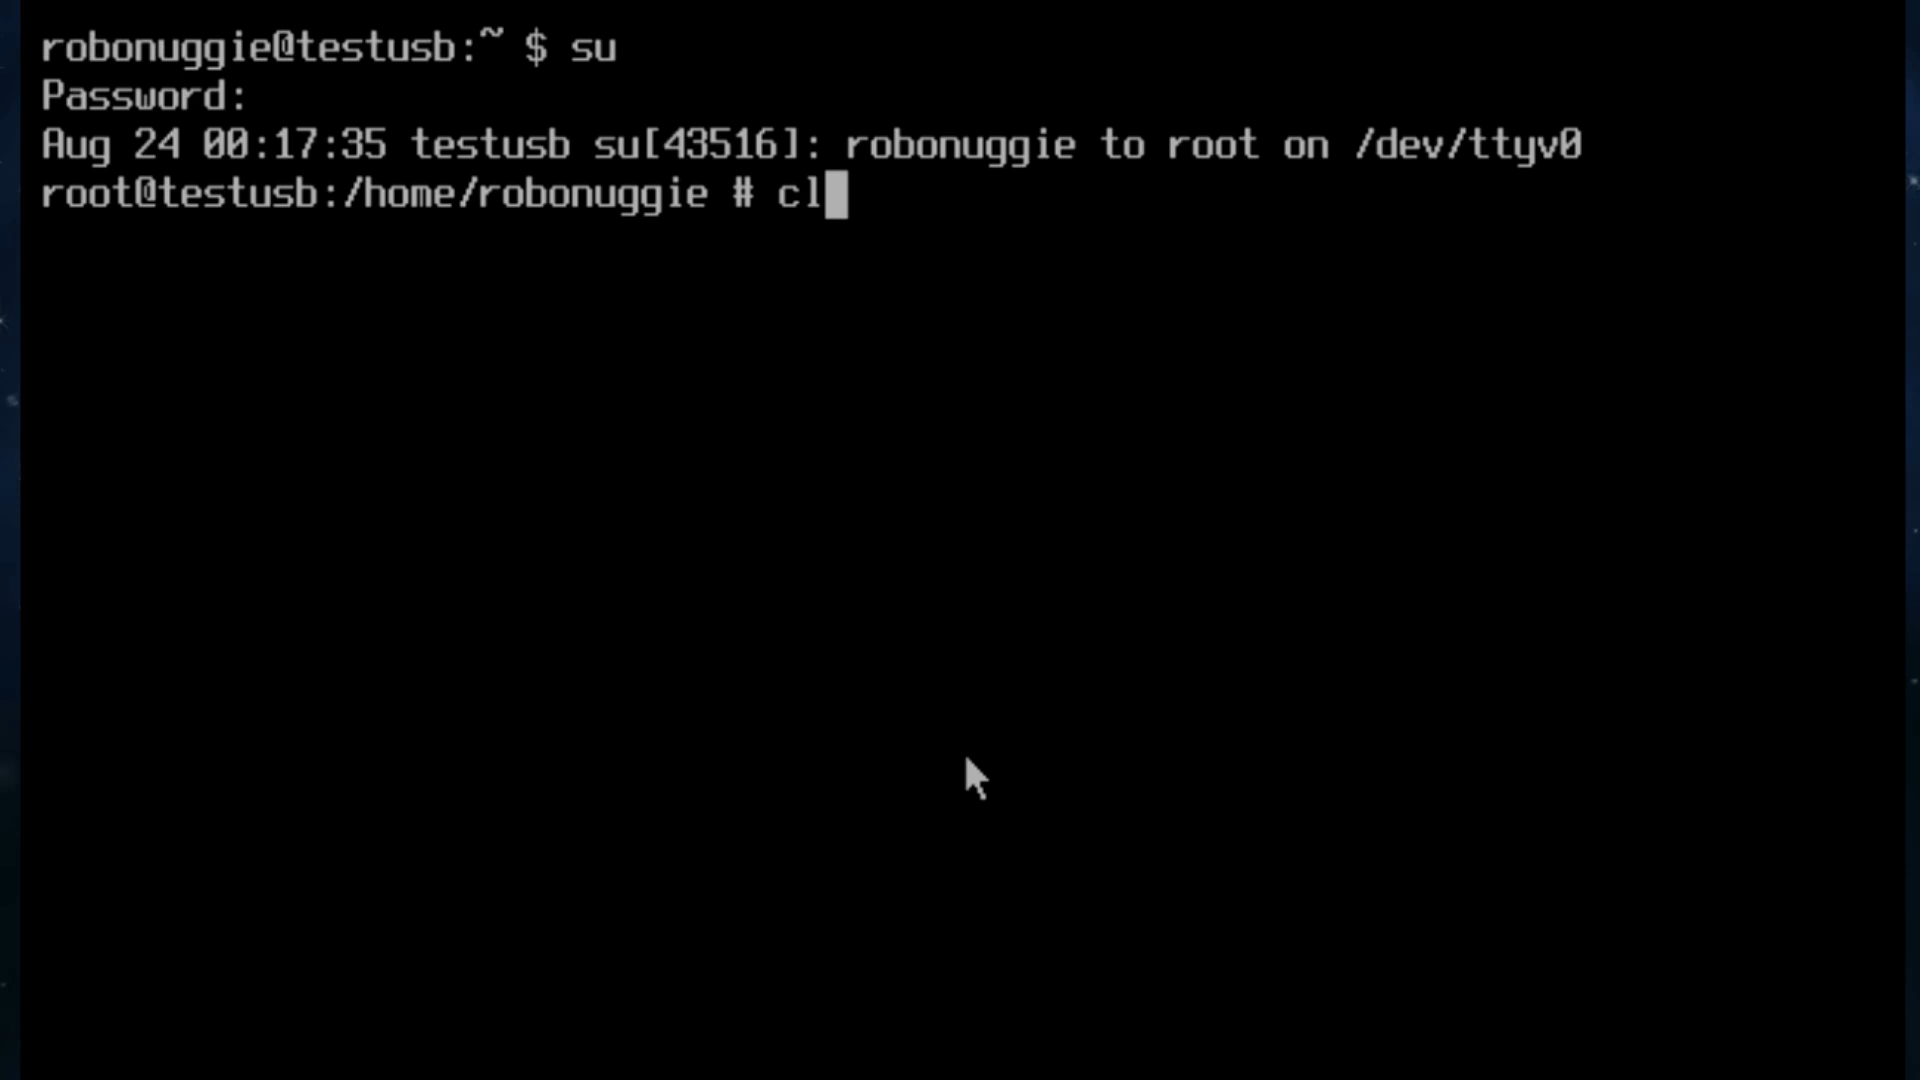 robonuggie@testusb:~ $ su
Password:
Aug 24 00:17:35 testusb su[43516]: robonuggie to root on /dev/ttyv0
root@testusb:/home/robonuggie # cl